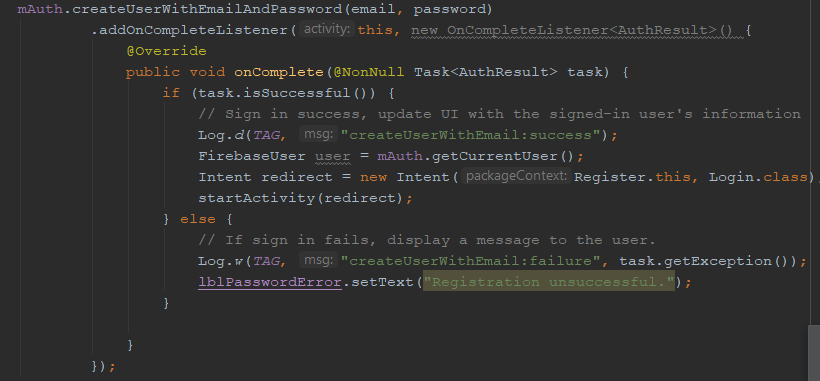 mAuth.createUserWithEmailAndPassword(email, password)
        .addOnCompleteListener( activity: this, new OnCompleteListener<AuthResult>() {
            @Override
            public void onComplete(@NonNull Task<AuthResult> task) {
                if (task.isSuccessful()) {
                    // Sign in success, update UI with the signed-in user's information
                    Log.d(TAG, msg: "createUserWithEmail:success");
                    FirebaseUser user = mAuth.getCurrentUser();
                    Intent redirect = new Intent( packageContext: Register.this, Login.class)
                    startActivity(redirect);
                } else {
                    // If sign in fails, display a message to the user.
                    Log.w(TAG, msg: "createUserWithEmail:failure", task.getException());
                    lblPasswordError.setText("Registration unsuccessful.");
                }
            }
        });